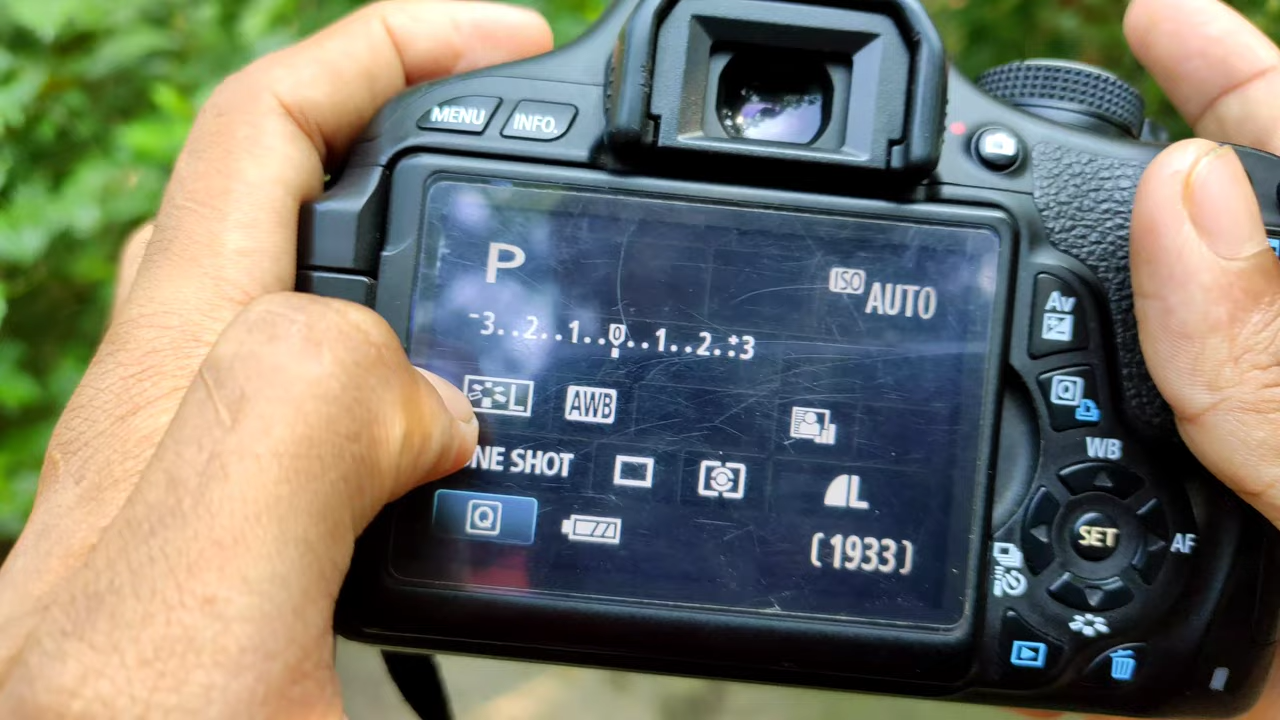 MENU INFO.
P
ISO AUTO
-3..2..1..0..1..2..+3
L AWB
NE SHOT
L
Q
(1933)
Av
Q
WB
SET
AF